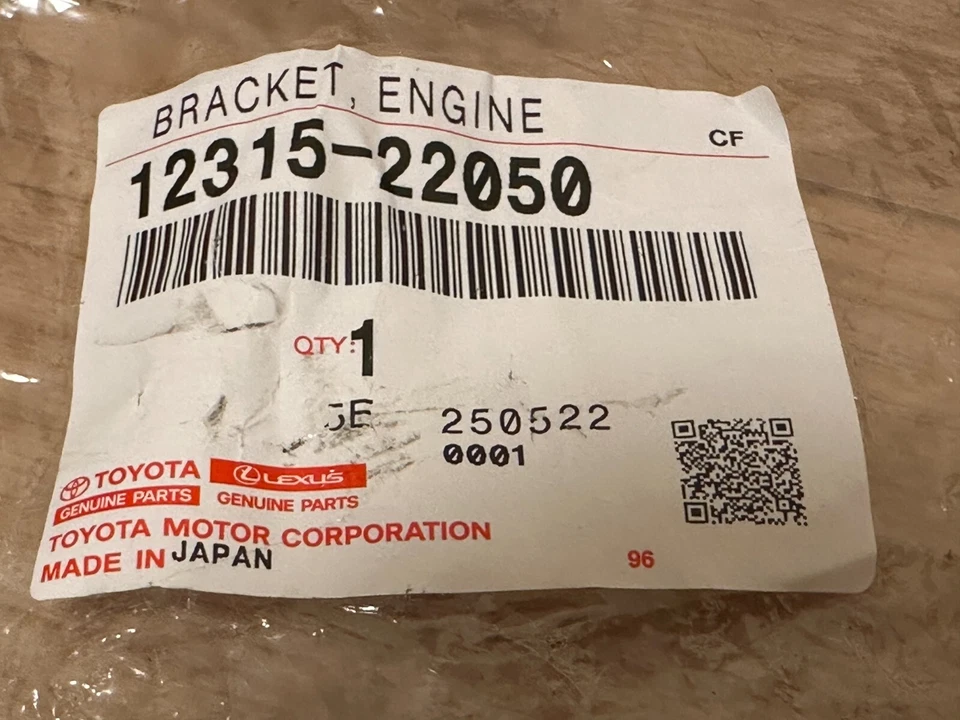 BRACKET, ENGINE
CF
12315-22050
QTY:1
250522
0001
TOYOTA
GENUINE PARTS
LEXUS
GENUINE PARTS
TOYOTA MOTOR CORPORATION
MADE IN JAPAN
96